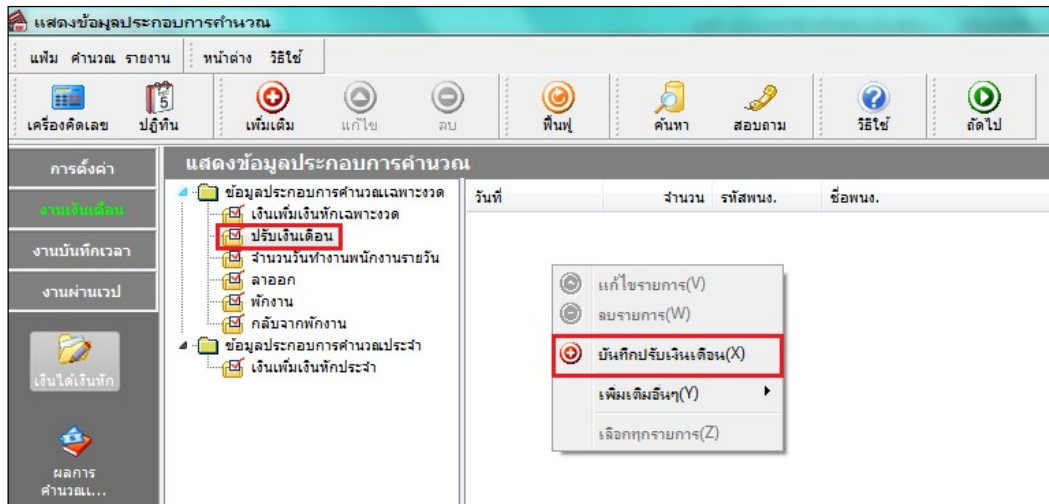 แสดงข้อมูลประกอบการคำนวณ
แฟ้ม คำนวณ รายงาน หน้าต่าง วิธีใช้
5
เครื่องคิดเลข ปฏิทิน เพิ่มเติม แก้ไข ลบ ฟื้นฟู ค้นหา สอบถาม วิธีใช้ ถัดไป
การตั้งค่า
งานเงินเดือน
งานบันทึกเวลา
งานผ่านเวป
เงินได้เงินหัก
ผลการ
คำนวณเ...
แสดงข้อมูลประกอบการคำนวณ
ข้อมูลประกอบการคำนวณเฉพาะงวด
เงินเพิ่มเงินหักเฉพาะงวด
ปรับเงินเดือน
จำนวนวันทำงานพนักงานรายวัน
ลาออก
พักงาน
กลับจากพักงาน
ข้อมูลประกอบการคำนวณประจำ
เงินเพิ่มเงินหักประจำ
วันที่ จำนวน รหัสพนง. ชื่อพนง.
แก้ไขรายการ(V)
ลบรายการ(W)
บันทึกปรับเงินเดือน(X)
เพิ่มเติมอื่นๆ(Y)
เลือกทุกรายการ(Z)